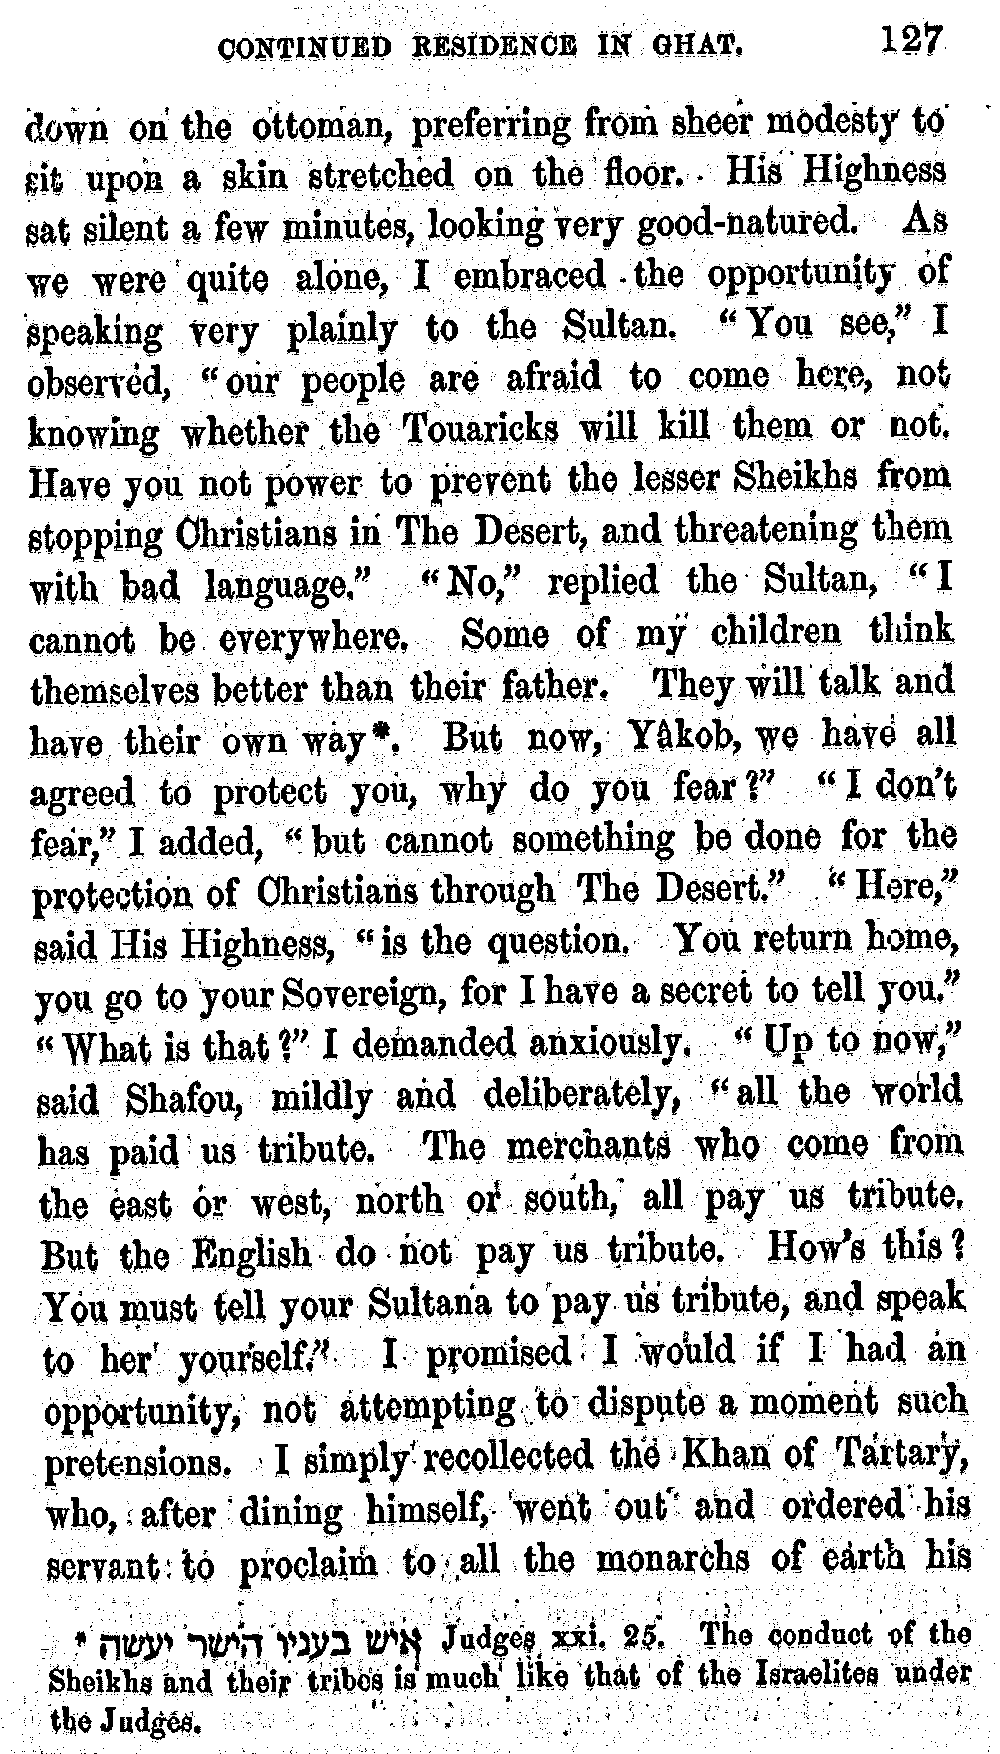 CONTINUED RESIDENCE IN GHAT. 127
down on the ottoman, preferring from sheer modesty to
sit upon a skin stretched on the floor. His Highness
sat silent a few minutes, looking very good-natured. As
we were quite alone, I embraced the opportunity of
speaking very plainly to the Sultan. "You see," I
observed, "our people are afraid to come here, not
knowing whether the Touaricks will kill them or not.
Have you not power to prevent the lesser Sheikhs from
stopping Christians in The Desert, and threatening them
with bad language." "No," replied the Sultan, "I
cannot be everywhere. Some of my children think
themselves better than their father. They will talk and
have their own way*. But now, Yâkob, we have all
agreed to protect you, why do you fear?" "I don't
fear," I added, "but cannot something be done for the
protection of Christians through The Desert." "Here,"
said His Highness, "is the question. You return home,
you go to your Sovereign, for I have a secret to tell you."
"What is that?" I demanded anxiously. "Up to now,"
said Shafou, mildly and deliberately, "all the world
has paid us tribute. The merchants who come from
the east or west, north or south, all pay us tribute.
But the English do not pay us tribute. How's this?
You must tell your Sultana to pay us tribute, and speak
to her yourself." I promised I would if I had an
opportunity, not attempting to dispute a moment such
pretensions. I simply recollected the Khan of Tartary,
who, after dining himself, went out and ordered his
servant to proclaim to all the monarchs of earth his
* איש בעניו הישר יעשה Judges xxi. 25. The conduct of the
Sheikhs and their tribes is much like that of the Israelites under
the Judges.